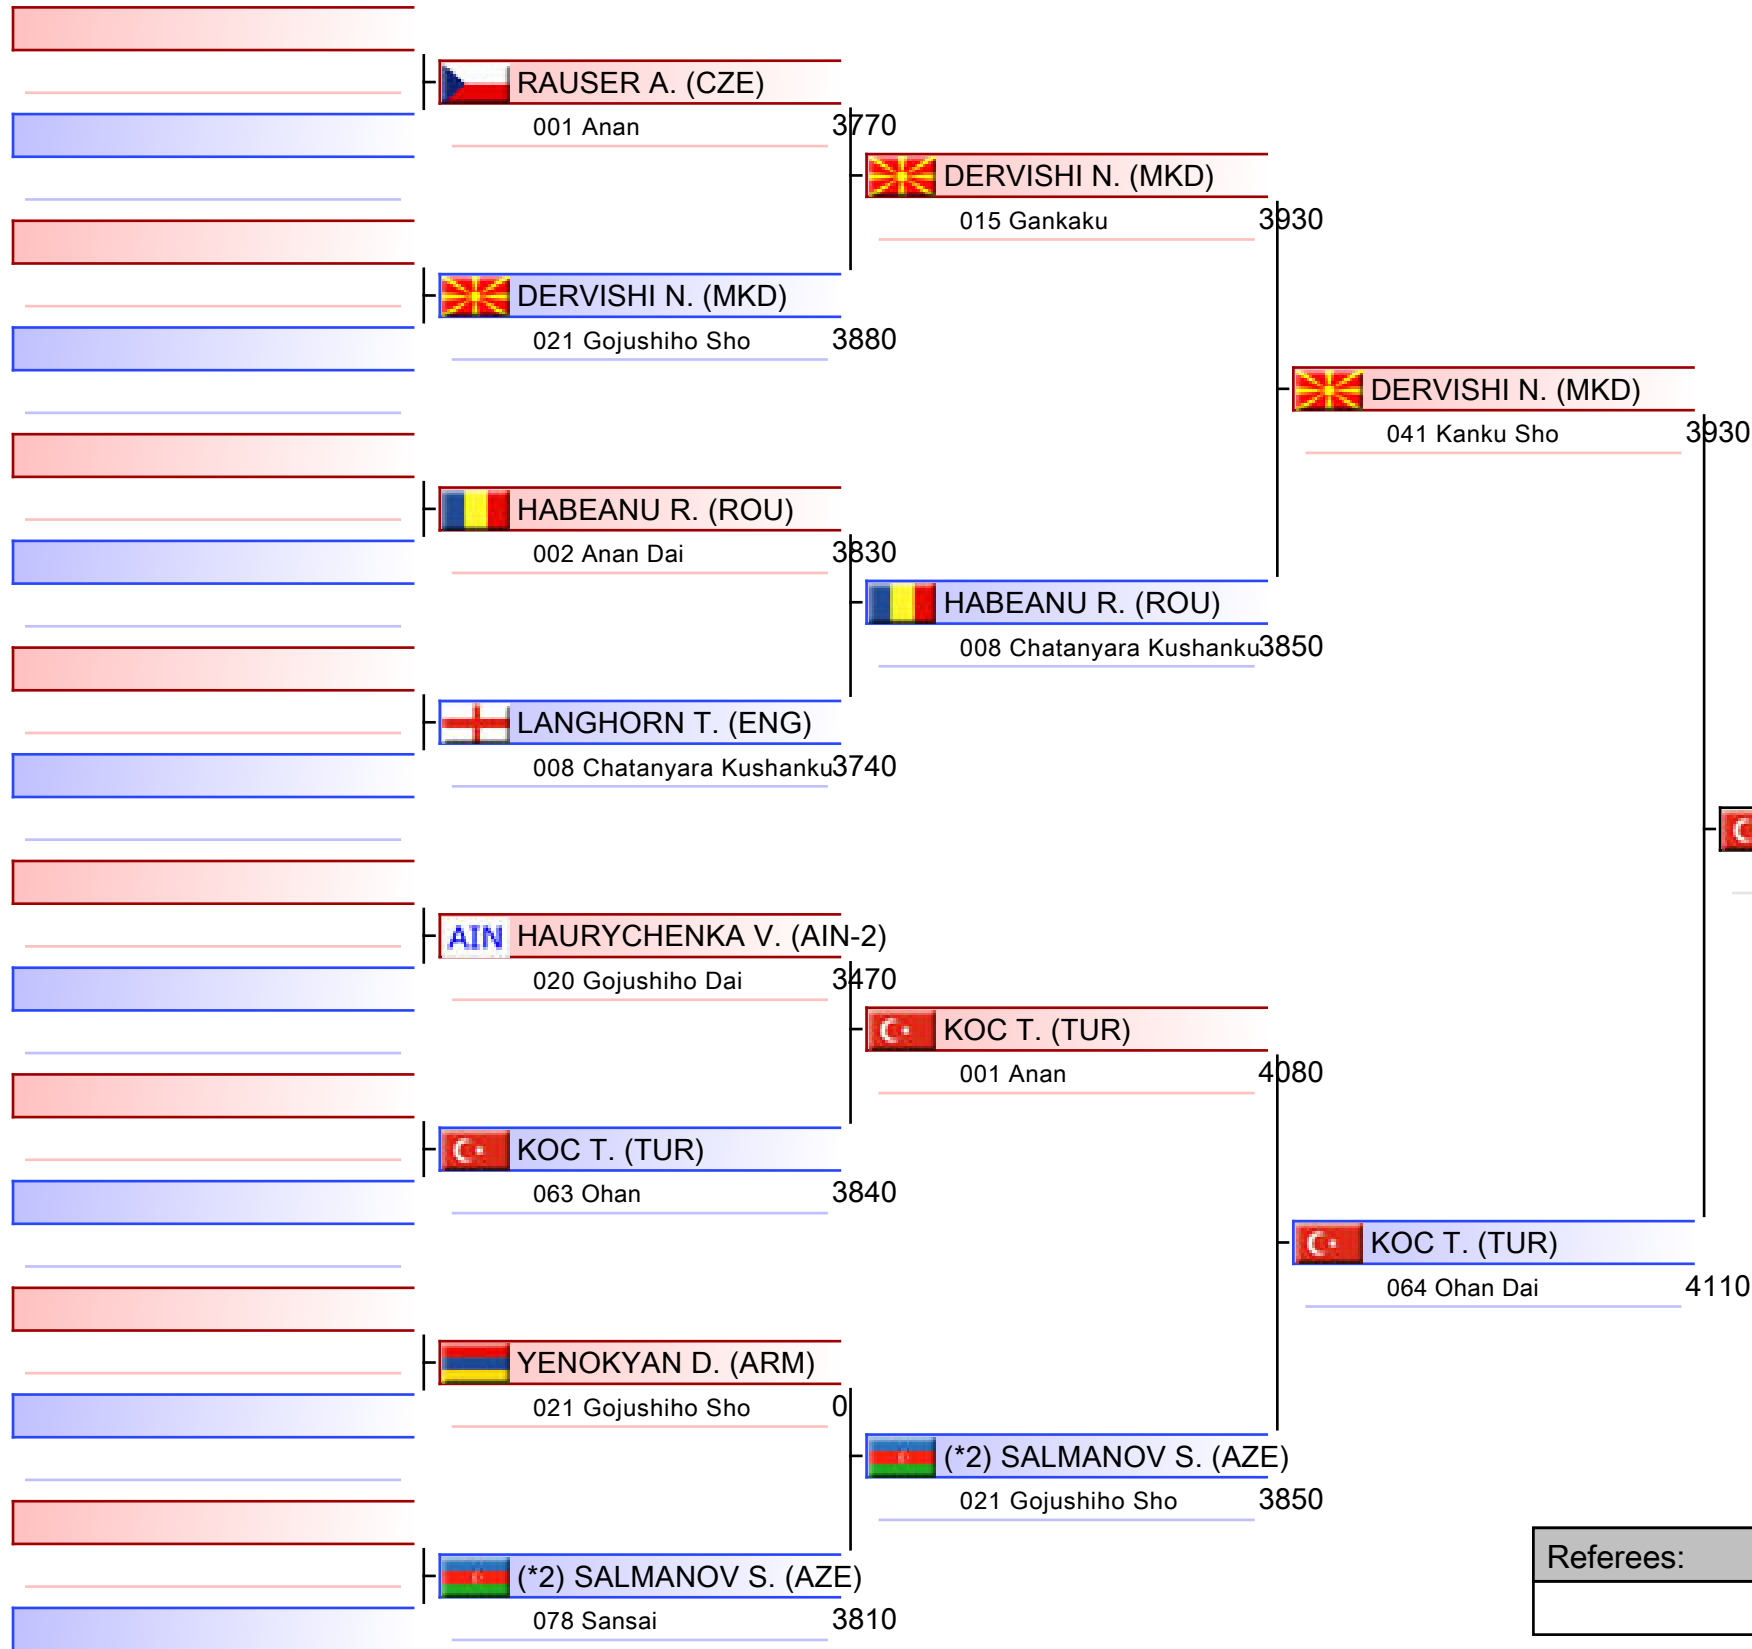 RAUSER A. (CZE)
001 Anan 3770
DERVISHI N. (MKD)
015 Gankaku 3930
DERVISHI N. (MKD)
021 Gojushiho Sho 3880
DERVISHI N. (MKD)
041 Kanku Sho 3930
HABEANU R. (ROU)
002 Anan Dai 3830
HABEANU R. (ROU)
008 Chatanyara Kushanku 3850
LANGHORN T. (ENG)
008 Chatanyara Kushanku 3740
AIN HAURYCHENKA V. (AIN-2)
020 Gojushiho Dai 3470
KOC T. (TUR)
001 Anan 4080
KOC T. (TUR)
063 Ohan 3840
KOC T. (TUR)
064 Ohan Dai 4110
YENOKYAN D. (ARM)
021 Gojushiho Sho 0
(*2) SALMANOV S. (AZE)
021 Gojushiho Sho 3850
Referees:
(*2) SALMANOV S. (AZE)
078 Sansai 3810